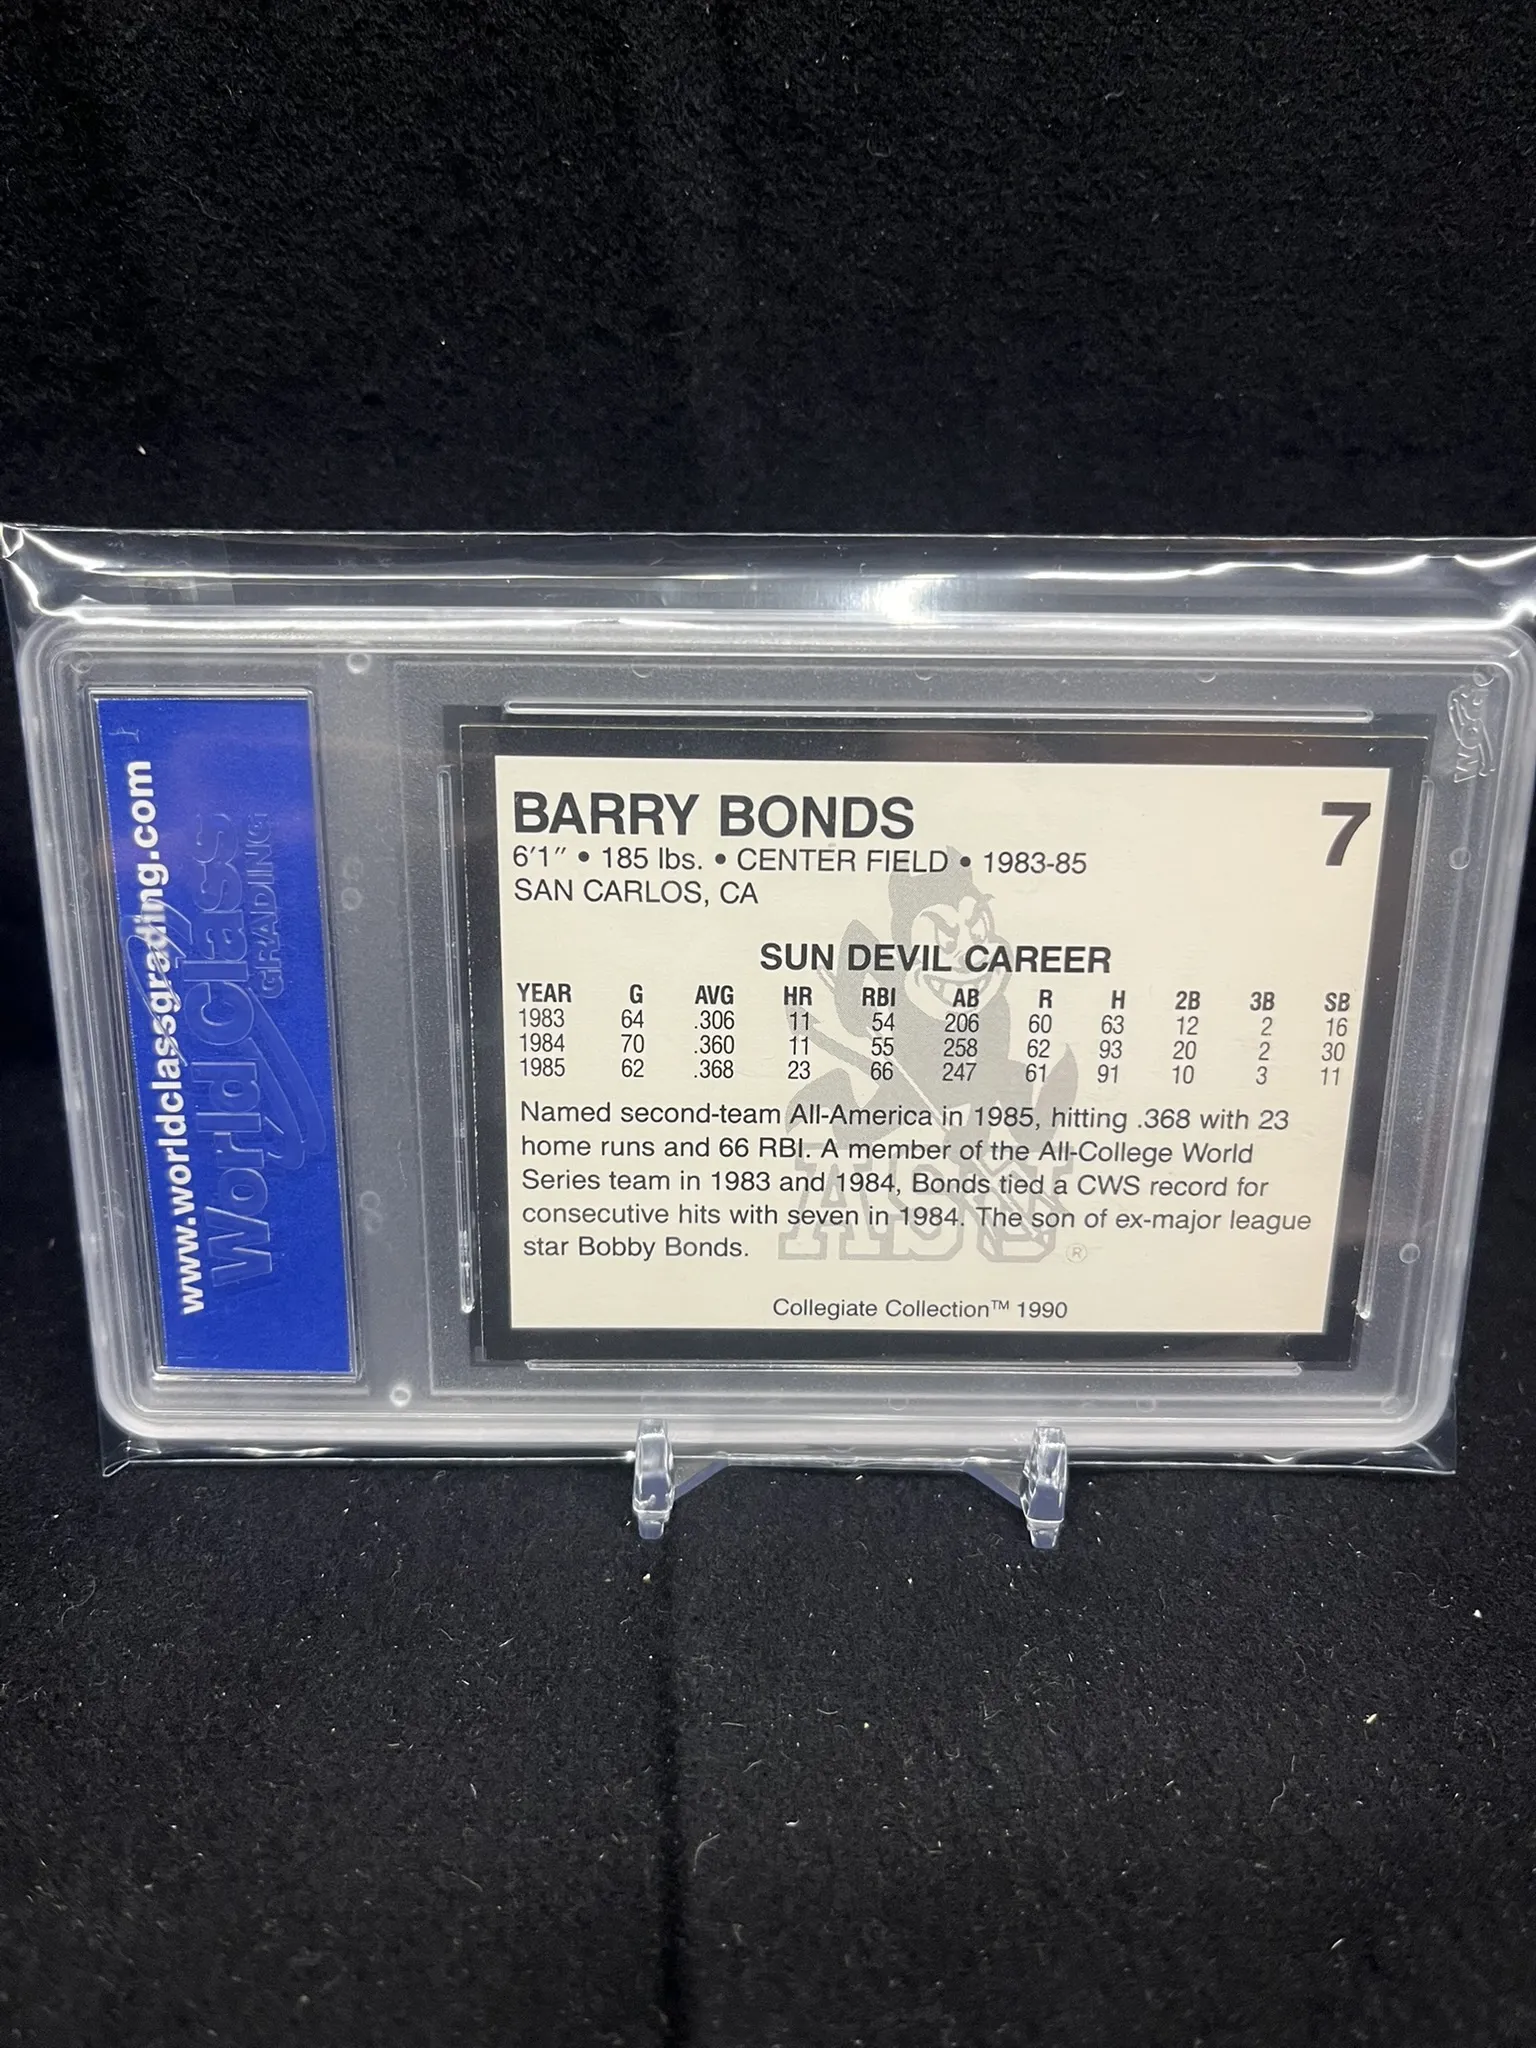 www.worldclassgrading.com
World Class
GRADING
BARRY BONDS
7
6'1" • 185 lbs. • CENTER FIELD • 1983-85
SAN CARLOS, CA
SUN DEVIL CAREER
YEAR G AVG HR RBI AB R H 2B 3B SB
1983 64 .306 11 54 206 60 63 12 2 16
1984 70 .360 11 55 258 62 93 20 2 30
1985 62 .368 23 66 247 61 91 10 3 11
Named second-team All-America in 1985, hitting .368 with 23
home runs and 66 RBI. A member of the All-College World
Series team in 1983 and 1984, Bonds tied a CWS record for
consecutive hits with seven in 1984. The son of ex-major league
star Bobby Bonds.
ASU ®
Collegiate Collection™ 1990